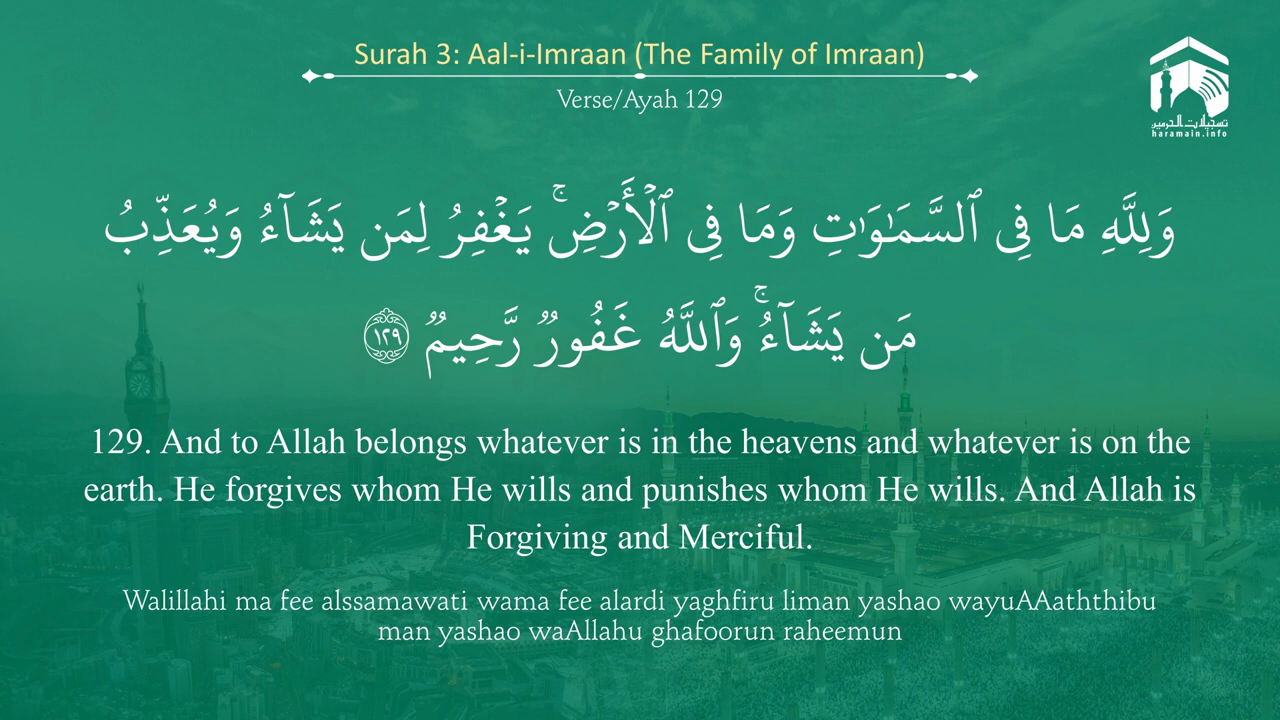 Surah 3: Aal-i-Imraan (The Family of Imraan)
Verse/Ayah 129
تسجيلات الحرمين
haramain.info
وَلِلَّهِ مَا فِى ٱلسَّمَـٰوَٰتِ وَمَا فِى ٱلْأَرْضِ ۚ يَغْفِرُ لِمَن يَشَآءُ وَيُعَذِّبُ
مَن يَشَآءُ ۚ وَٱللَّهُ غَفُورٌ رَّحِيمٌ ١٢٩
129. And to Allah belongs whatever is in the heavens and whatever is on the
earth. He forgives whom He wills and punishes whom He wills. And Allah is
Forgiving and Merciful.
Walillahi ma fee alssamawati wama fee alardi yaghfiru liman yashao wayuAAaththibu
man yashao waAllahu ghafoorun raheemun